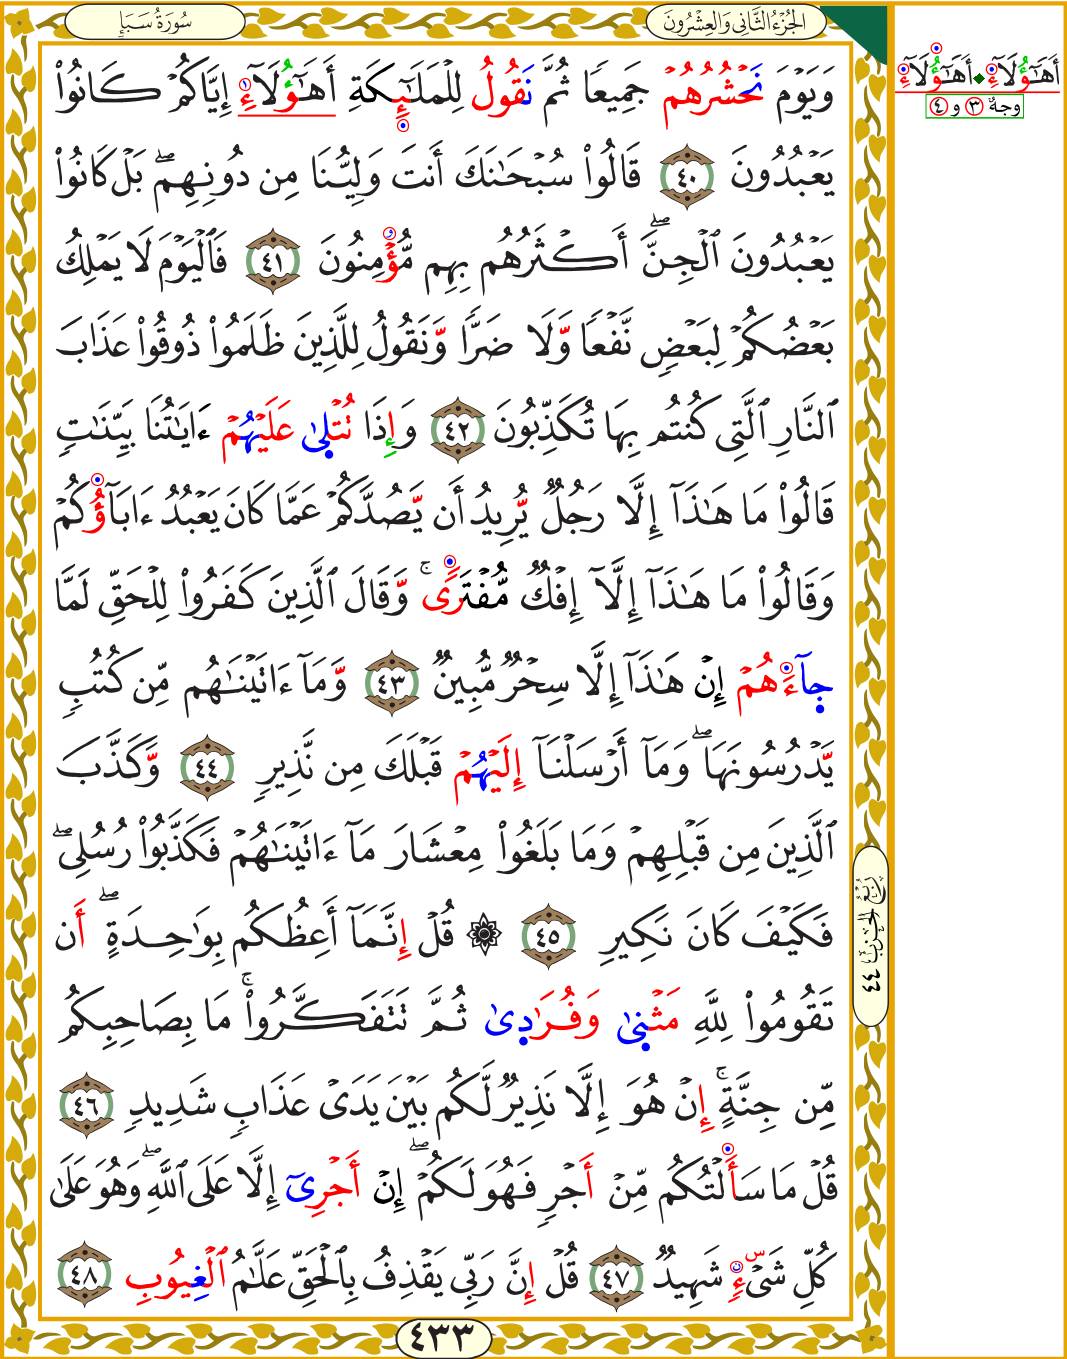 الجُزْءُ الثَّانِي وَالعِشْرُونَ
سُورَةُ سَبَإٍ
وَيَوْمَ نَحْشُرُهُمْ جَمِيعًا ثُمَّ نَقُولُ لِلْمَلَٰٓئِكَةِ أَهَٰٓؤُلَآءِ إِيَّاكُمْ كَانُوا۟
يَعْبُدُونَ ٤٠ قَالُوا۟ سُبْحَٰنَكَ أَنتَ وَلِيُّنَا مِن دُونِهِمۖ بَلْ كَانُوا۟
يَعْبُدُونَ ٱلْجِنَّۖ أَكْثَرُهُم بِهِم مُّؤْمِنُونَ ٤١ فَٱلْيَوْمَ لَا يَمْلِكُ
بَعْضُكُمْ لِبَعْضٍ نَّفْعًا وَّلَا ضَرًّا وَّنَقُولُ لِلَّذِينَ ظَلَمُوا۟ ذُوقُوا۟ عَذَابَ
ٱلنَّارِ ٱلَّتِى كُنتُم بِهَا تُكَذِّبُونَ ٤٢ وَإِذَا تُتْلَىٰ عَلَيْهُمْ ءَايَٰتُنَا بَيِّنَٰتٍ
قَالُوا۟ مَا هَٰذَآ إِلَّا رَجُلٌ يُّرِيدُ أَن يَّصُدَّكُمْ عَمَّا كَانَ يَعْبُدُ ءَابَآؤُكُمْ
وَقَالُوا۟ مَا هَٰذَآ إِلَّآ إِفْكٌ مُّفْتَرًىۚ وَّقَالَ ٱلَّذِينَ كَفَرُوا۟ لِلْحَقِّ لَمَّا
جَآءَهُمْ إِنْ هَٰذَآ إِلَّا سِحْرٌ مُّبِينٌ ٤٣ وَّمَآ ءَاتَيْنَٰهُم مِّن كُتُبٍ
يَّدْرُسُونَهَاۖ وَمَآ أَرْسَلْنَآ إِلَيْهُمْ قَبْلَكَ مِن نَّذِيرٍ ٤٤ وَّكَذَّبَ
ٱلَّذِينَ مِن قَبْلِهِمْ وَمَا بَلَغُوا۟ مِعْشَارَ مَآ ءَاتَيْنَٰهُمْ فَكَذَّبُوا۟ رُسُلِىۖ
فَكَيْفَ كَانَ نَكِيرِ ٤٥ ۞ قُلْ إِنَّمَآ أَعِظُكُم بِوَٰحِدَةٍۖ أَن
تَقُومُوا۟ لِلَّهِ مَثْنَىٰ وَفُرَٰدَىٰ ثُمَّ تَتَفَكَّرُوا۟ۚ مَا بِصَاحِبِكُم
مِّن جِنَّةٍۚ إِنْ هُوَ إِلَّا نَذِيرٌ لَّكُم بَيْنَ يَدَىْ عَذَابٍ شَدِيدٍ ٤٦
قُلْ مَا سَأَلْتُكُم مِّنْ أَجْرٍ فَهُوَ لَكُمْۖ إِنْ أَجْرِىٓ إِلَّا عَلَى ٱللَّهِۖ وَهُوَ عَلَىٰ
كُلِّ شَىْءٍ شَهِيدٌ ٤٧ قُلْ إِنَّ رَبِّى يَقْذِفُ بِٱلْحَقِّ عَلَّٰمُ ٱلْغِيُوبِ ٤٨
٤٣٣
أَهَٰٓؤُلَآءِ ♦ أَهَٰٓؤُلَآءِ
وجهٌ ٣ و ٤
رُبْعُ الحِزْبِ ٤٤